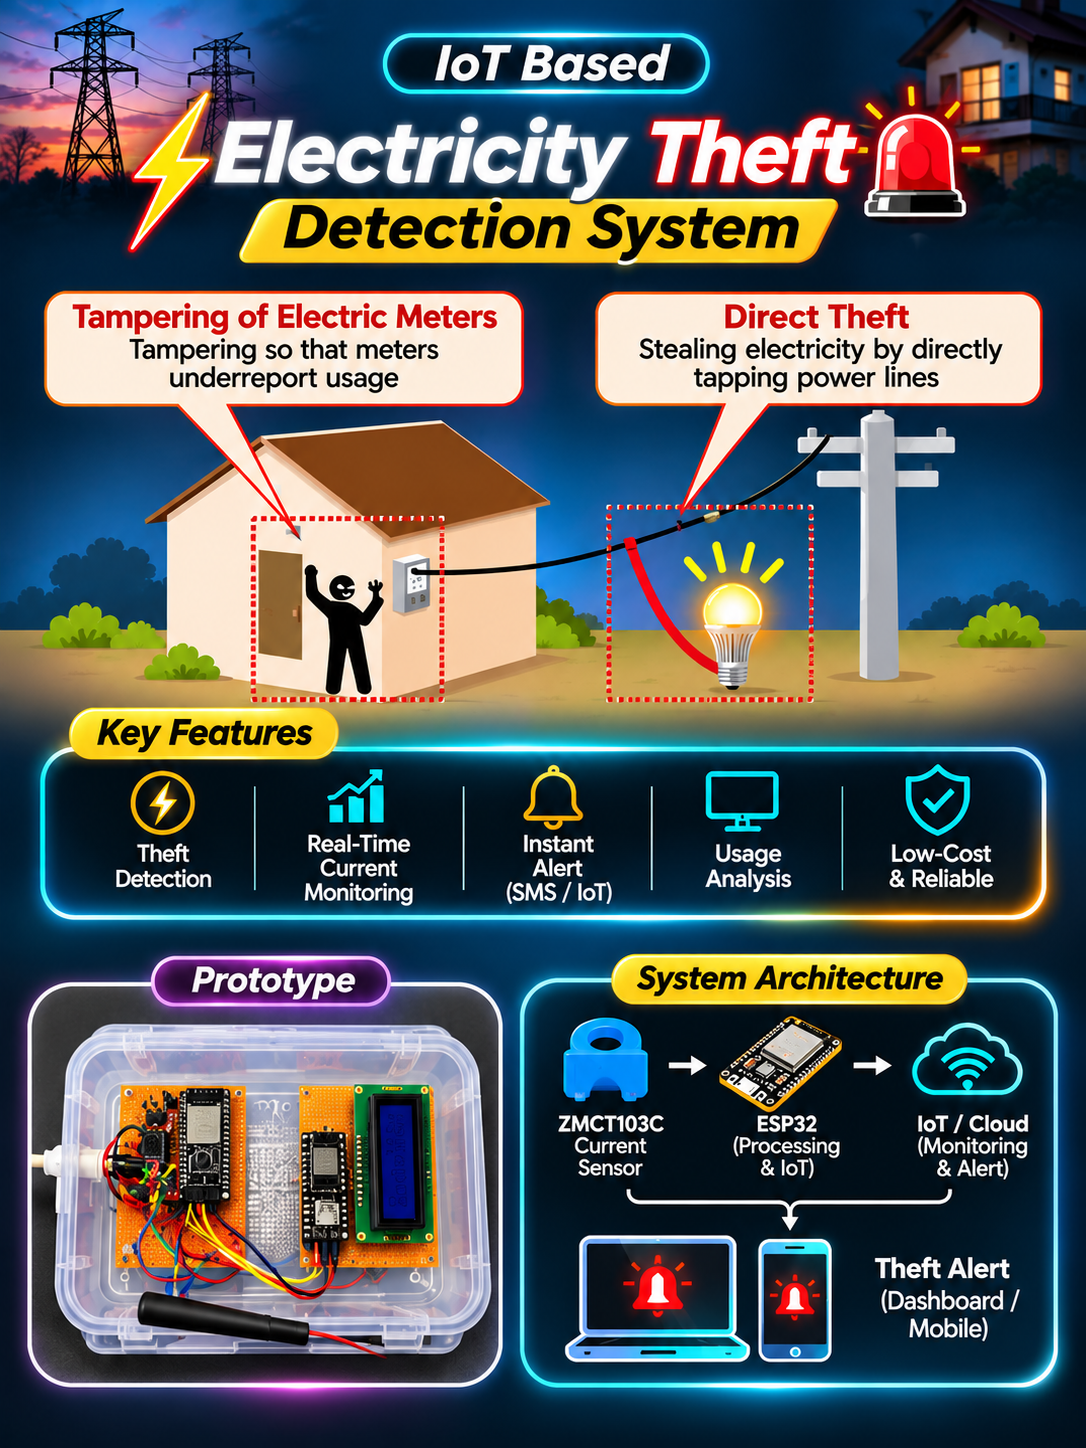 IoT Based
Electricity Theft
Detection System
Tampering of Electric Meters
Tampering so that meters
underreport usage
Direct Theft
Stealing electricity by directly
tapping power lines
Key Features
Theft
Detection
Real-Time
Current
Monitoring
Instant
Alert
(SMS / IoT)
Usage
Analysis
Low-Cost
& Reliable
Prototype
System Architecture
ZMCT103C
Current
Sensor
ESP32
(Processing
& IoT)
IoT / Cloud
(Monitoring
& Alert)
Theft Alert
(Dashboard /
Mobile)